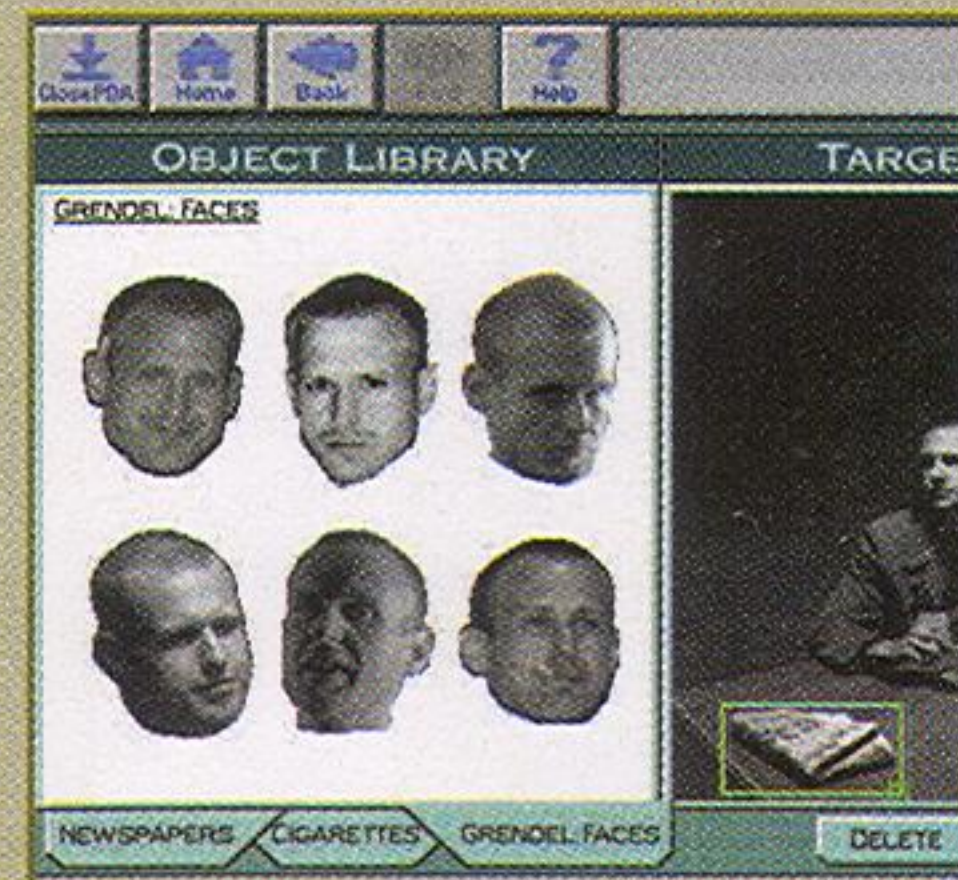 Close PDA Home Back ? Help
OBJECT LIBRARY
TARGE
GRENDEL: FACES
NEWSPAPERS CIGARETTES GRENDEL FACES
DELETE